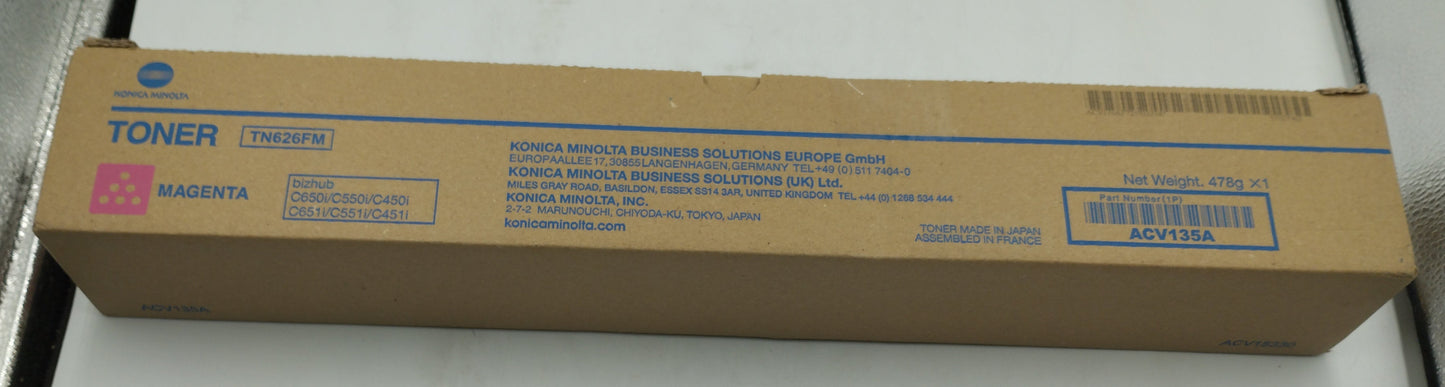 KONICA MINOLTA
TONER TN626FM
MAGENTA
bizhub
C650i/C550i/C450i
C651i/C551i/C451i
KONICA MINOLTA BUSINESS SOLUTIONS EUROPE GmbH
EUROPAALLEE 17, 30855 LANGENHAGEN, GERMANY TEL +49 (0) 511 7404-0
KONICA MINOLTA BUSINESS SOLUTIONS (UK) Ltd.
MILES GRAY ROAD, BASILDON, ESSEX SS14 3AR, UNITED KINGDOM TEL +44 (0) 1268 534 444
KONICA MINOLTA, INC.
2-7-2 MARUNOUCHI, CHIYODA-KU, TOKYO, JAPAN
konicaminolta.com
TONER MADE IN JAPAN
ASSEMBLED IN FRANCE
Net Weight. 478g X1
Part Number(1P)
ACV135A
ACV135A